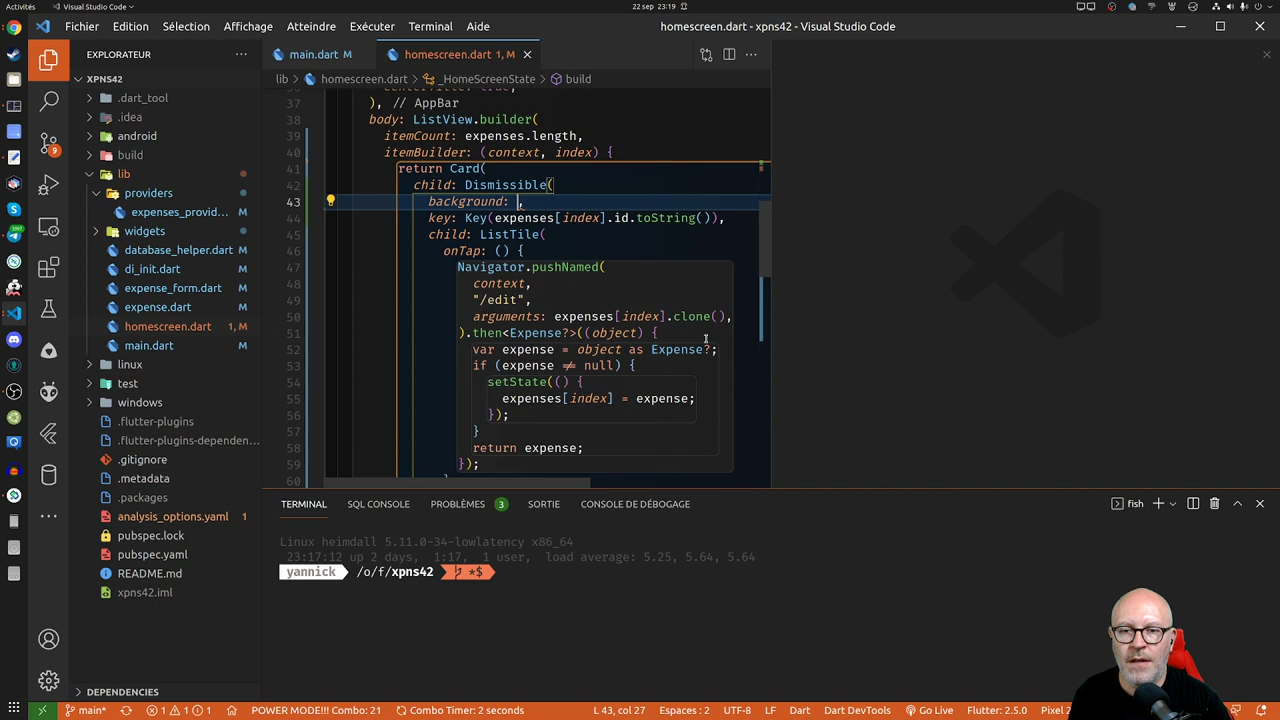 Activités
Visual Studio Code
22 sep 23:19
Fichier Édition Sélection Affichage Atteindre Exécuter Terminal Aide
homescreen.dart - xpns42 - Visual Studio Code
EXPLORATEUR
XPNS42
.dart_tool
.idea
android
build
lib
providers
expenses_provid... M
widgets
database_helper.dart M
di_init.dart M
expense_form.dart M
expense.dart M
homescreen.dart 1, M
main.dart M
linux
test
windows
.flutter-plugins
.flutter-plugins-dependen...
.gitignore
.metadata
.packages
analysis_options.yaml 1
pubspec.lock
pubspec.yaml
README.md
xpns42.iml
DEPENDENCIES
9
main.dart M
homescreen.dart 1, M
lib > homescreen.dart > _HomeScreenState > build
37 ), // AppBar
38 body: ListView.builder(
39 itemCount: expenses.length,
40 itemBuilder: (context, index) {
41 return Card(
42 child: Dismissible(
43 background: ,
44 key: Key(expenses[index].id.toString()),
45 child: ListTile(
46 onTap: () {
47 Navigator.pushNamed(
48 context,
49 "/edit",
50 arguments: expenses[index].clone(),
51 ).then<Expense?>((object) {
52 var expense = object as Expense?;
53 if (expense ≠ null) {
54 setState(() {
55 expenses[index] = expense;
56 });
57 }
58 return expense;
59 });
60 }
TERMINAL SQL CONSOLE PROBLÈMES 3 SORTIE CONSOLE DE DÉBOGAGE
fish
Linux heimdall 5.11.0-34-lowlatency x86_64
23:17:12 up 2 days, 1:17, 1 user, load average: 5.25, 5.64, 5.64
yannick /o/f/xpns42 *$
main* 1 1 1 POWER MODE!!! Combo: 21 Combo Timer: 2 seconds L 43, col 27 Espaces : 2 UTF-8 LF Dart Dart DevTools Go Live Flutter: 2.5.0 Pixel 2